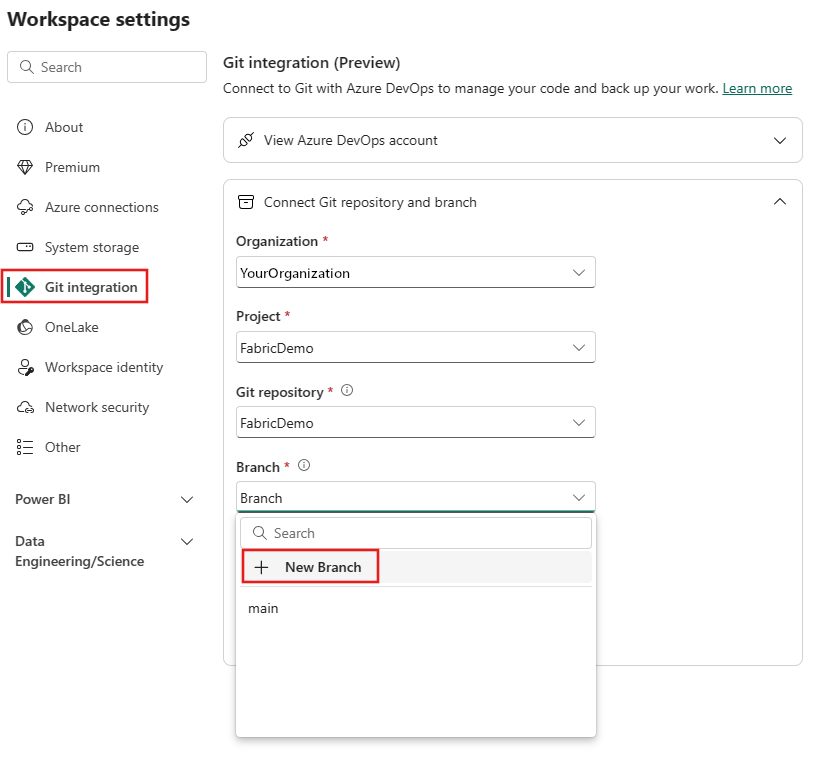 Workspace settings
Search
About
Premium
Azure connections
System storage
Git integration
OneLake
Workspace identity
Network security
Other
Power BI
Data
Engineering/Science
Git integration (Preview)
Connect to Git with Azure DevOps to manage your code and back up your work. Learn more
View Azure DevOps account
Connect Git repository and branch
Organization *
YourOrganization
Project *
FabricDemo
Git repository *
FabricDemo
Branch *
Branch
Search
New Branch
main